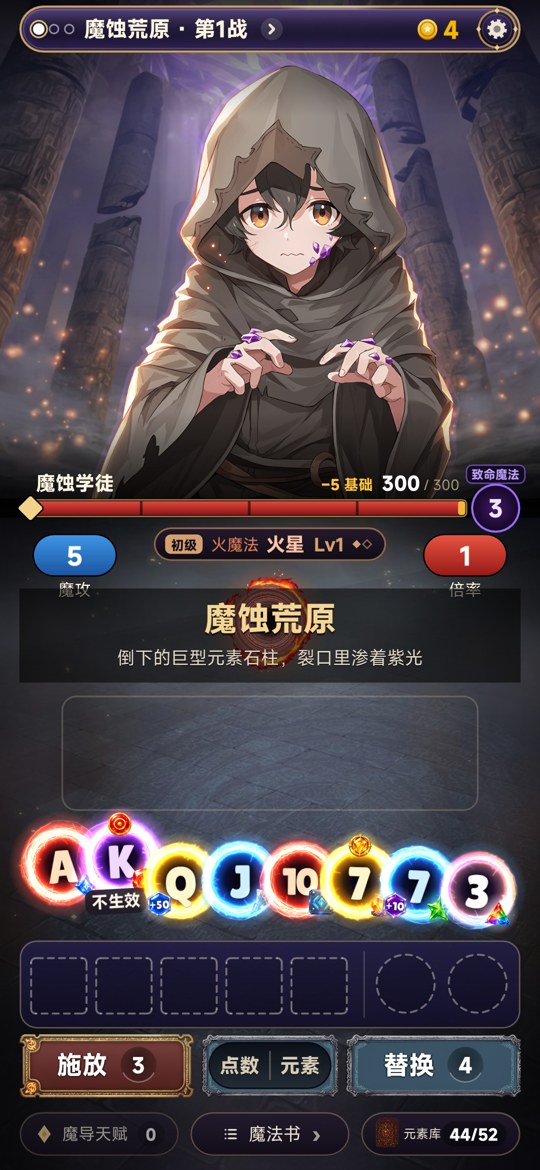 魔蚀荒原 · 第1战 >
4
致命魔法
魔蚀学徒
-5 基础 300 / 300
3
5
魔攻
初级 火魔法 火星 Lv1
1
倍率
魔蚀荒原
倒下的巨型元素石柱，裂口里渗着紫光
A K Q J 10 7 7 3
不生效
+50
+10
施放 3
点数 | 元素
替换 4
魔导天赋 0
魔法书 >
元素库 44/52